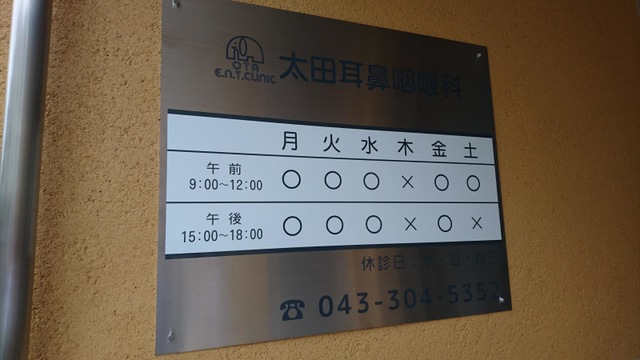 OTA
E.N.T.CLINIC
太田耳鼻咽喉科
月 火 水 木 金 土
午前 9:00~12:00 ○ ○ ○ × ○ ○
午後 15:00~18:00 ○ ○ ○ × ○ ×
休診日：木・日・祝日
☎ 043-304-5352